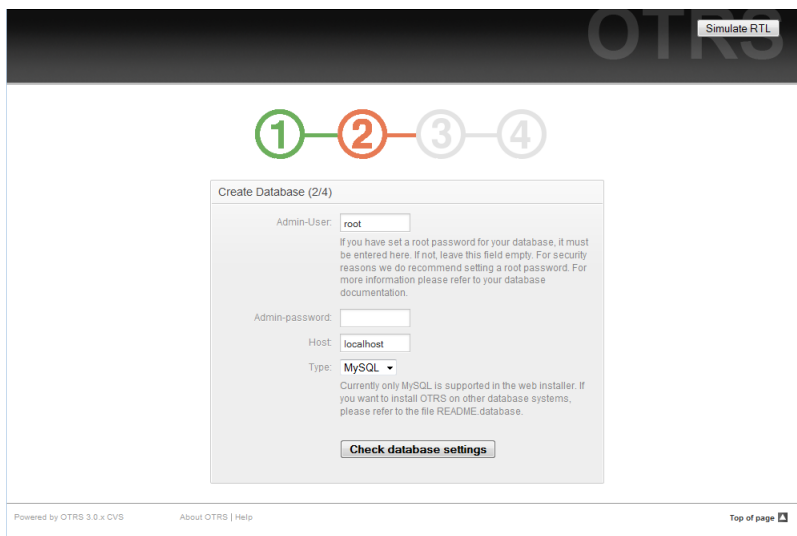 OTRS
Simulate RTL
1 2 3 4
Create Database (2/4)
Admin-User: root
If you have set a root password for your database, it must
be entered here. If not, leave this field empty. For security
reasons we do recommend setting a root password. For
more information please refer to your database
documentation.
Admin-password:
Host: localhost
Type: MySQL
Currently only MySQL is supported in the web installer. If
you want to install OTRS on other database systems,
please refer to the file README.database.
Check database settings
Powered by OTRS 3.0.x CVS About OTRS | Help Top of page